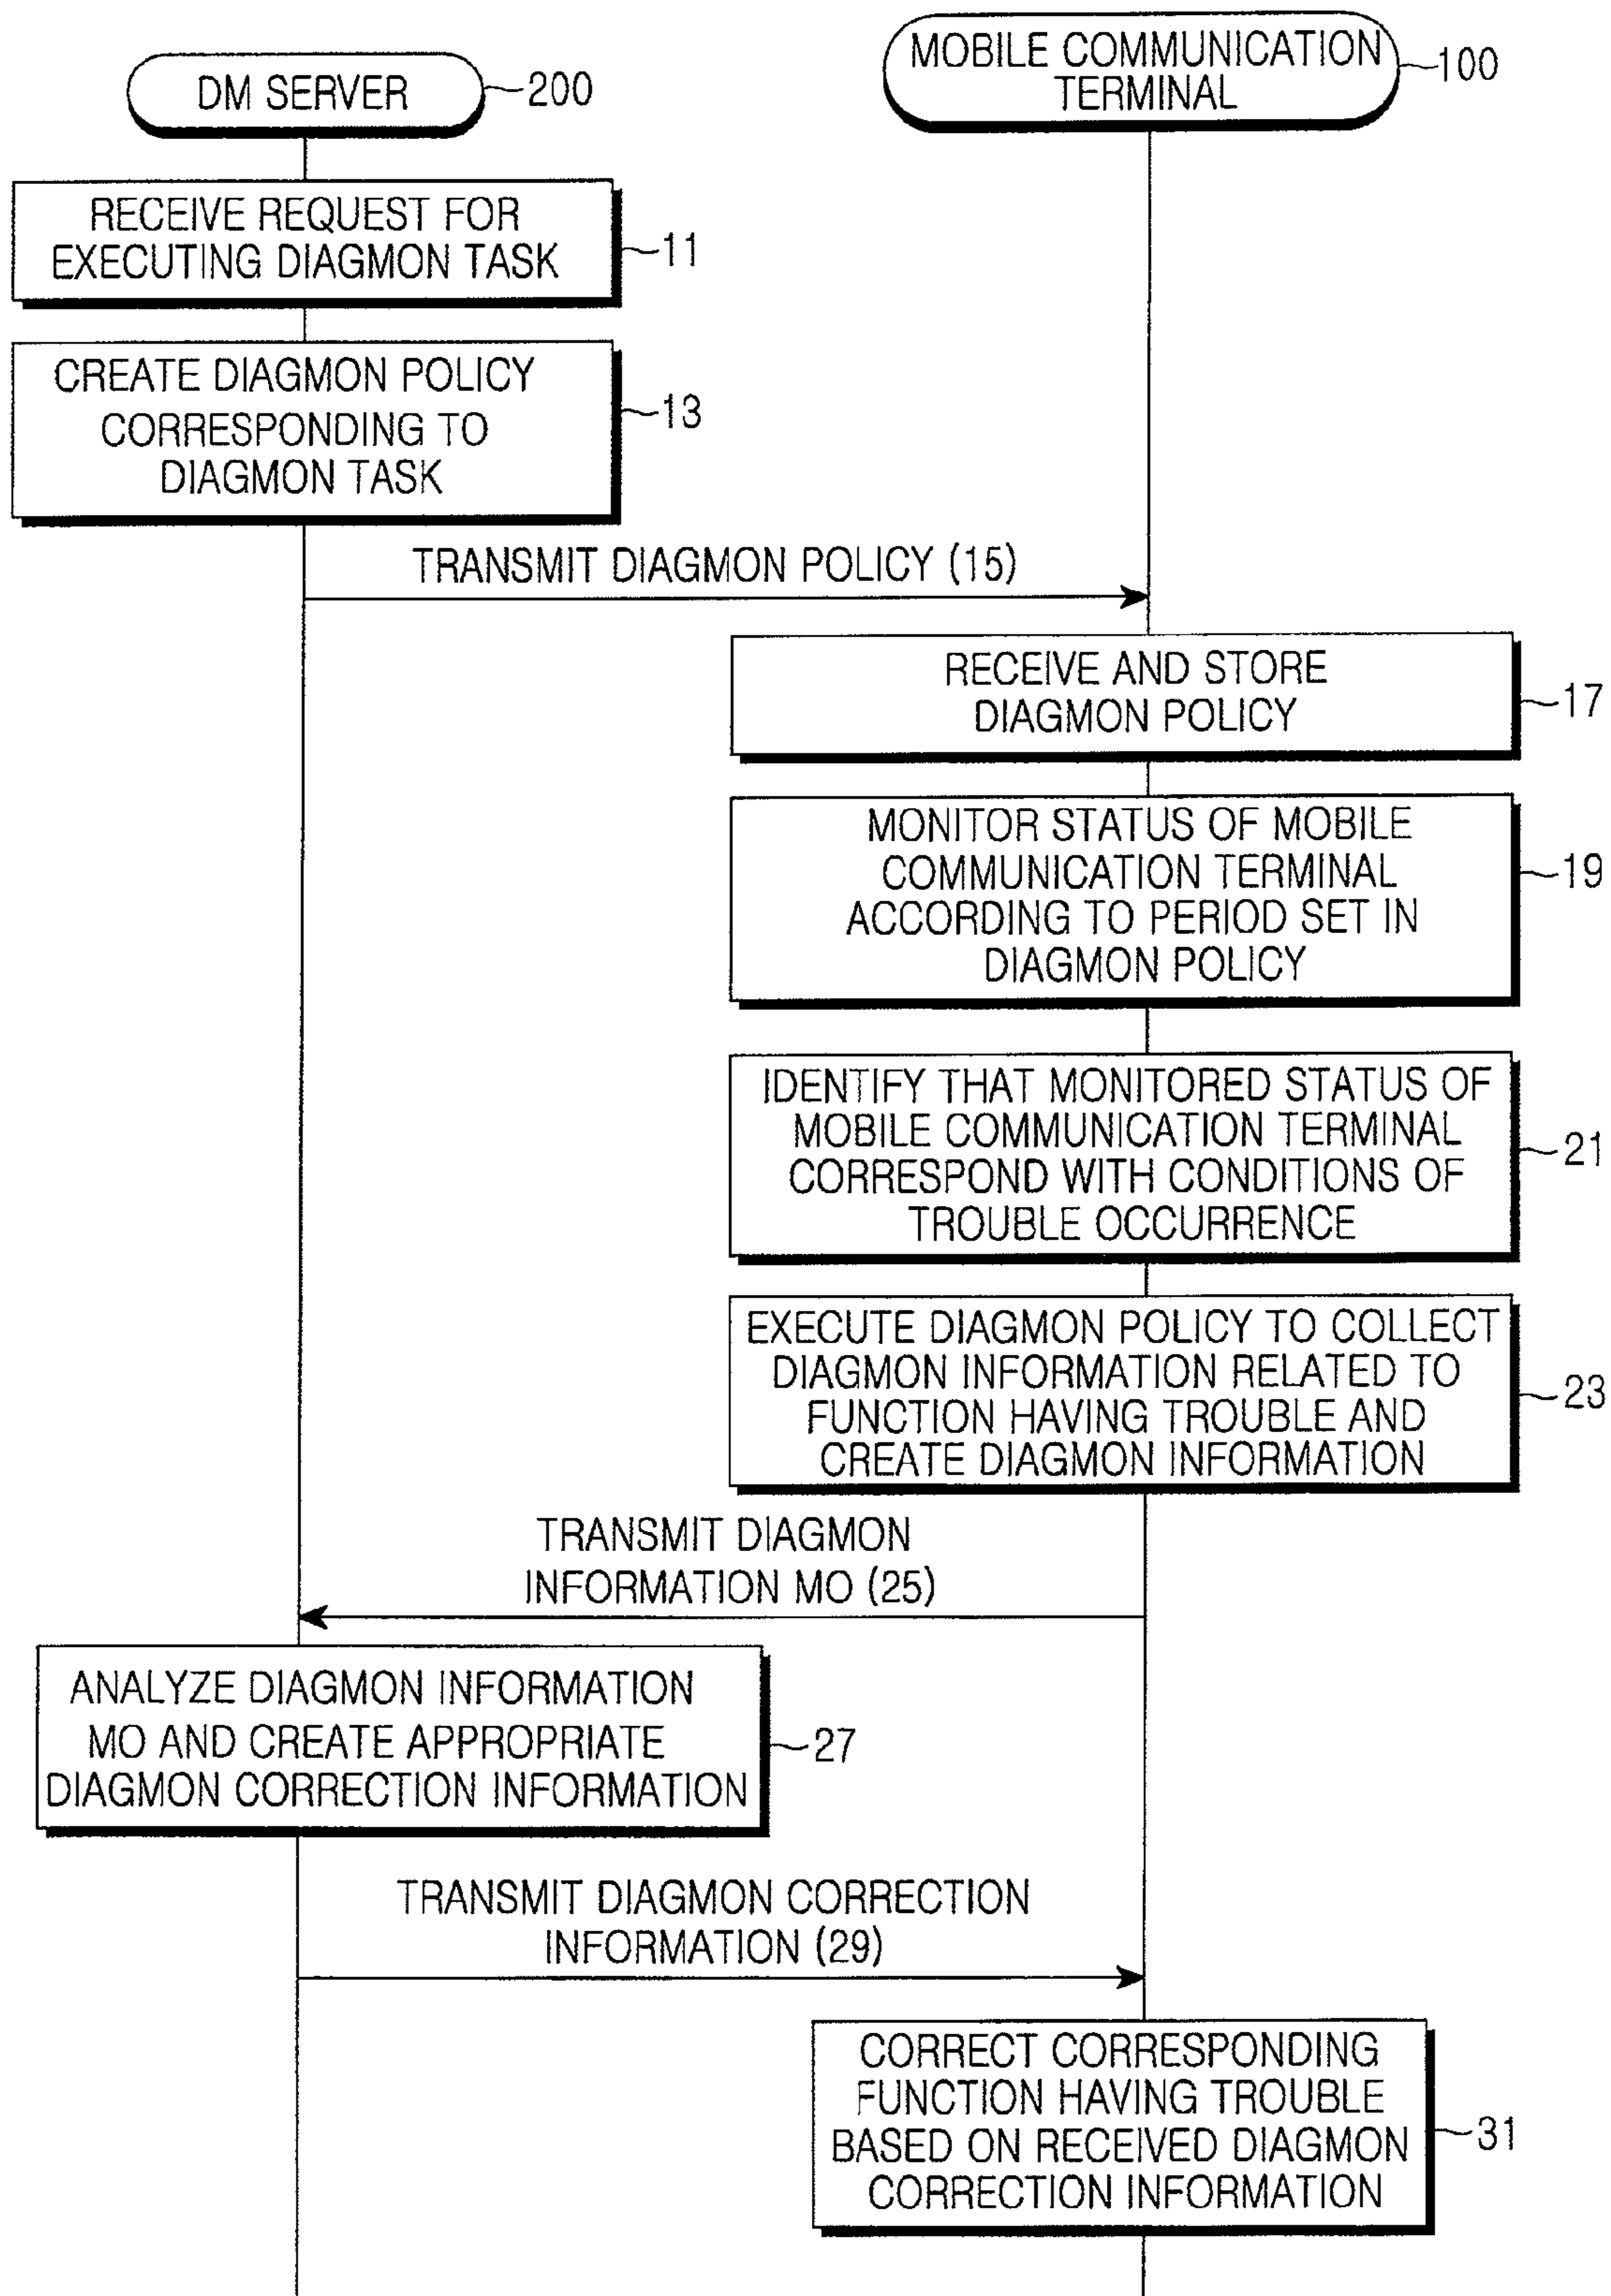 DM SERVER
200
MOBILE COMMUNICATION
TERMINAL
100
RECEIVE REQUEST FOR
EXECUTING DIAGMON TASK
11
CREATE DIAGMON POLICY
CORRESPONDING TO
DIAGMON TASK
13
TRANSMIT DIAGMON POLICY (15)
RECEIVE AND STORE
DIAGMON POLICY
17
MONITOR STATUS OF MOBILE
COMMUNICATION TERMINAL
ACCORDING TO PERIOD SET IN
DIAGMON POLICY
19
IDENTIFY THAT MONITORED STATUS OF
MOBILE COMMUNICATION TERMINAL
CORRESPOND WITH CONDITIONS OF
TROUBLE OCCURRENCE
21
EXECUTE DIAGMON POLICY TO COLLECT
DIAGMON INFORMATION RELATED TO
FUNCTION HAVING TROUBLE AND
CREATE DIAGMON INFORMATION
23
TRANSMIT DIAGMON
INFORMATION MO (25)
ANALYZE DIAGMON INFORMATION
MO AND CREATE APPROPRIATE
DIAGMON CORRECTION INFORMATION
27
TRANSMIT DIAGMON CORRECTION
INFORMATION (29)
CORRECT CORRESPONDING
FUNCTION HAVING TROUBLE
BASED ON RECEIVED DIAGMON
CORRECTION INFORMATION
31